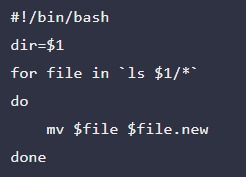 #!/bin/bash
dir=$1
for file in `ls $1/*`
do
    mv $file $file.new
done